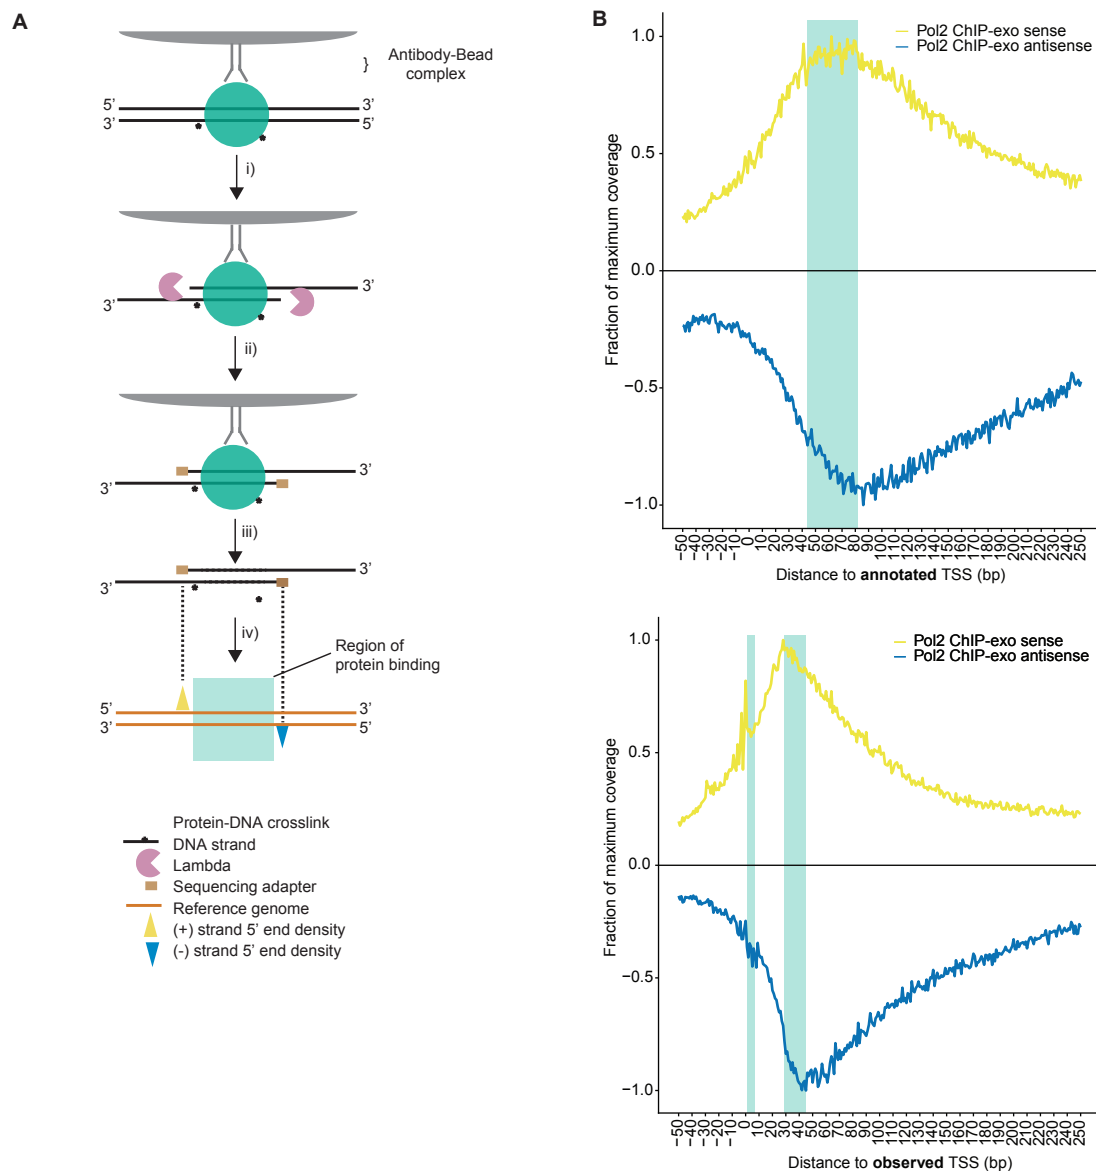 A
Antibody-Bead
}
complex
5’
3’
3’
5’
i)
3’
3’
ii)
3’
3’
iii)
3’
3’
iv)
Region of
protein binding
5’
3’
3’
5’
Protein-DNA crosslink
DNA strand
Lambda
Sequencing adapter
Reference genome
(+) strand 5’ end density
(-) strand 5’ end density
B
Pol2 ChIP-exo sense
Pol2 ChIP-exo antisense
Fraction of maximum coverage
1.0
0.5
0.0
−0.5
−1.0
−50 −40 −30 −20 −10 0 10 20 30 40 50 60 70 80 90 100 110 120 130 140 150 160 170 180 190 200 210 220 230 240 250
Distance to annotated TSS (bp)
Pol2 ChIP-exo sense
Pol2 ChIP-exo antisense
Fraction of maximum coverage
1.0
0.5
0.0
−0.5
−1.0
−50 −40 −30 −20 −10 0 10 20 30 40 50 60 70 80 90 100 110 120 130 140 150 160 170 180 190 200 210 220 230 240 250
Distance to observed TSS (bp)